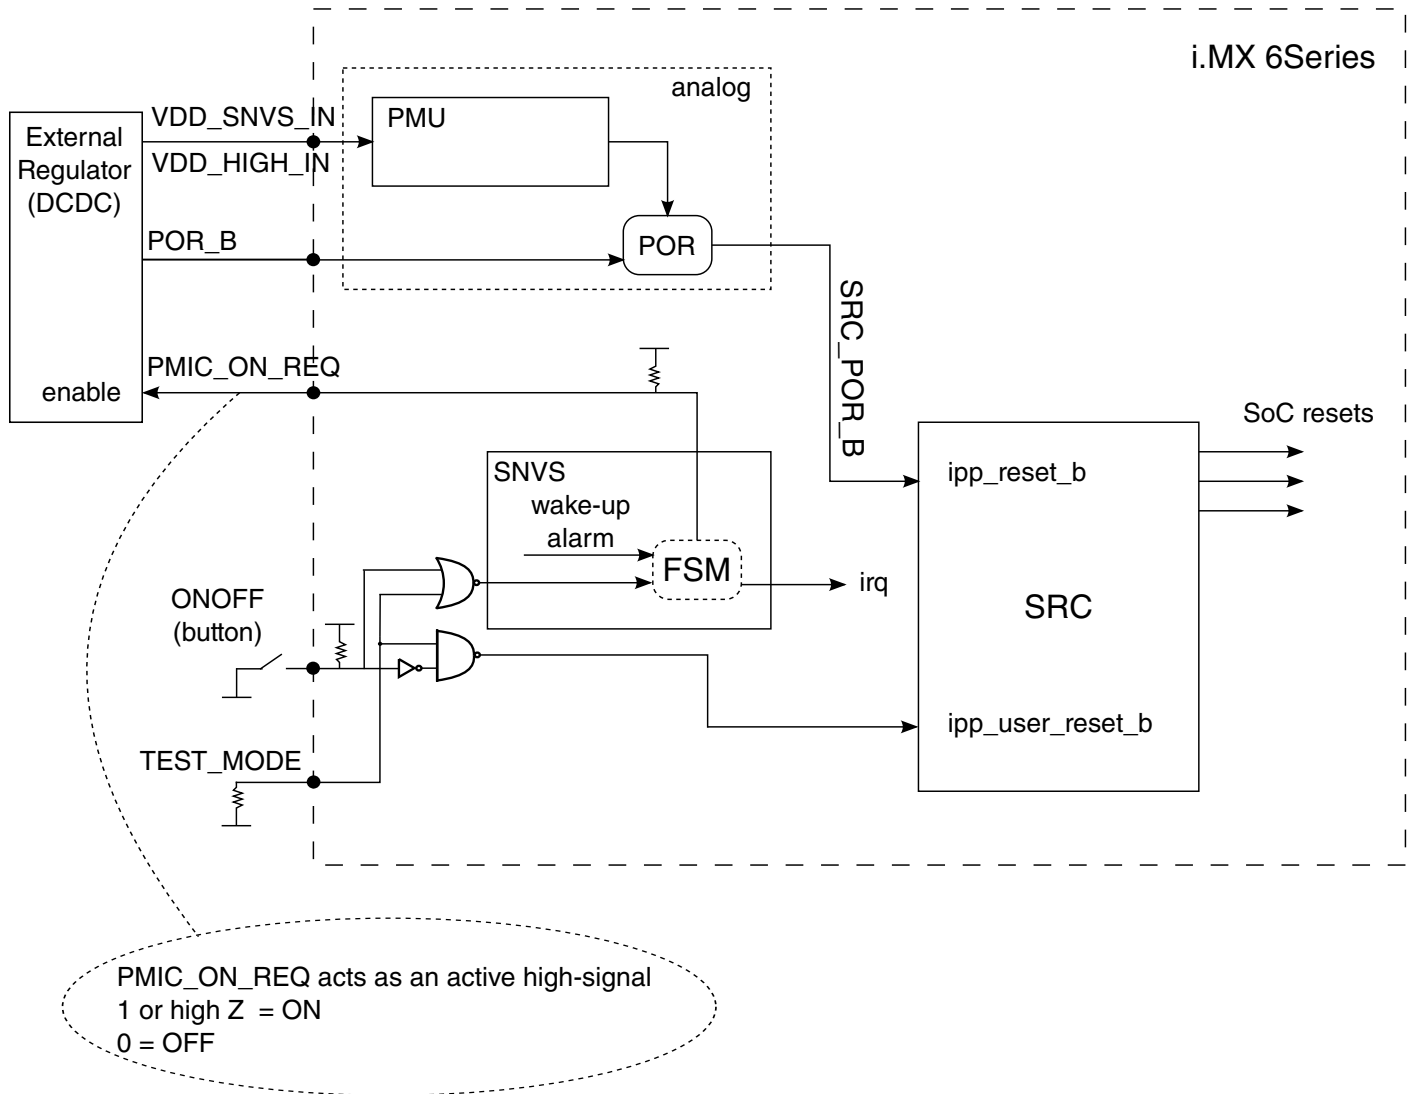 i.MX 6Series
analog
External
Regulator
(DCDC)
VDD_SNVS_IN
VDD_HIGH_IN
PMU
POR_B
POR
SRC_POR_B
PMIC_ON_REQ
enable
SoC resets
SNVS
wake-up
alarm
FSM
irq
ipp_reset_b
SRC
ipp_user_reset_b
ONOFF
(button)
TEST_MODE
PMIC_ON_REQ acts as an active high-signal
1 or high Z = ON
0 = OFF